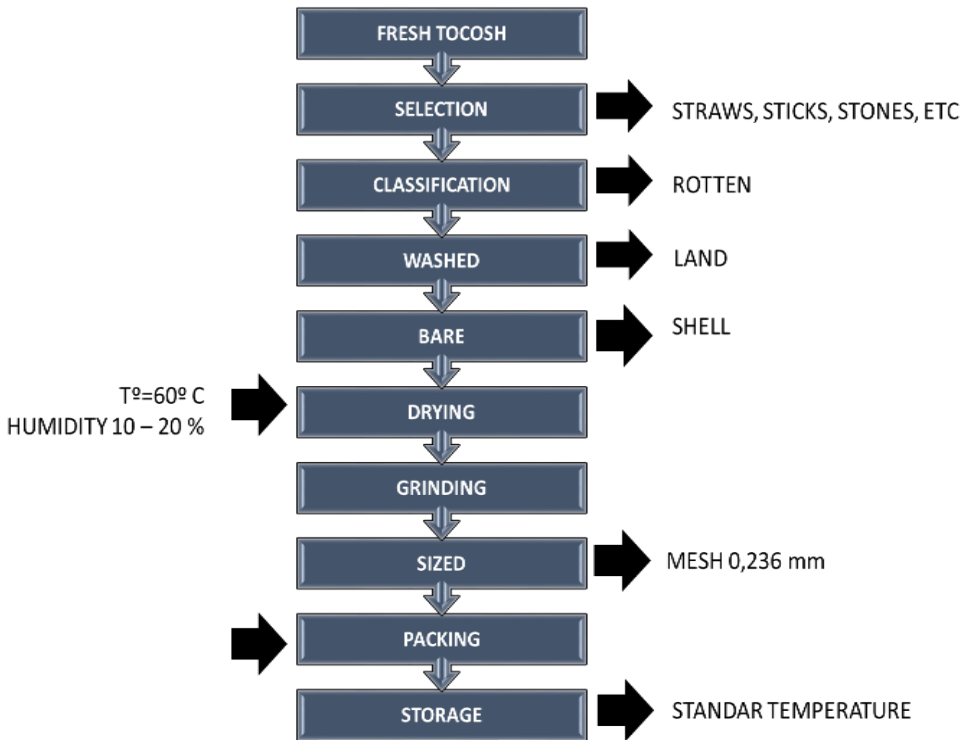 FRESH TOCOSH
SELECTION
STRAWS, STICKS, STONES, ETC
CLASSIFICATION
ROTTEN
WASHED
LAND
BARE
SHELL
Tº=60º C
HUMIDITY 10 – 20 %
DRYING
GRINDING
SIZED
MESH 0,236 mm
PACKING
STORAGE
STANDAR TEMPERATURE